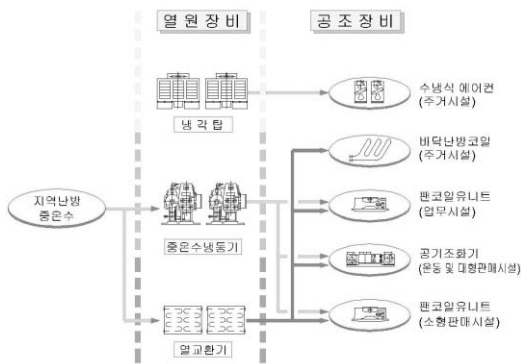 열원장비
공조장비
냉각탑
수냉식 에어컨
(주거시설)
바닥난방코일
(주거시설)
지역난방
중온수
중온수냉동기
팬코일유니트
(업무시설)
공기조화기
(운동 및 대형판매시설)
열교환기
팬코일유니트
(소형판매시설)